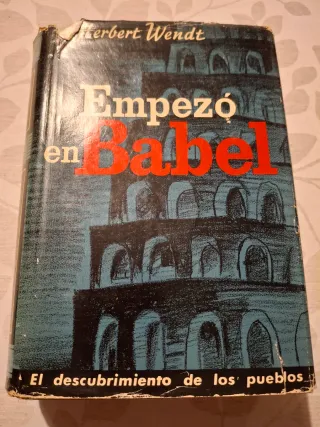 Herbert Wendt
Empezó
en Babel
El descubrimiento de los pueblos